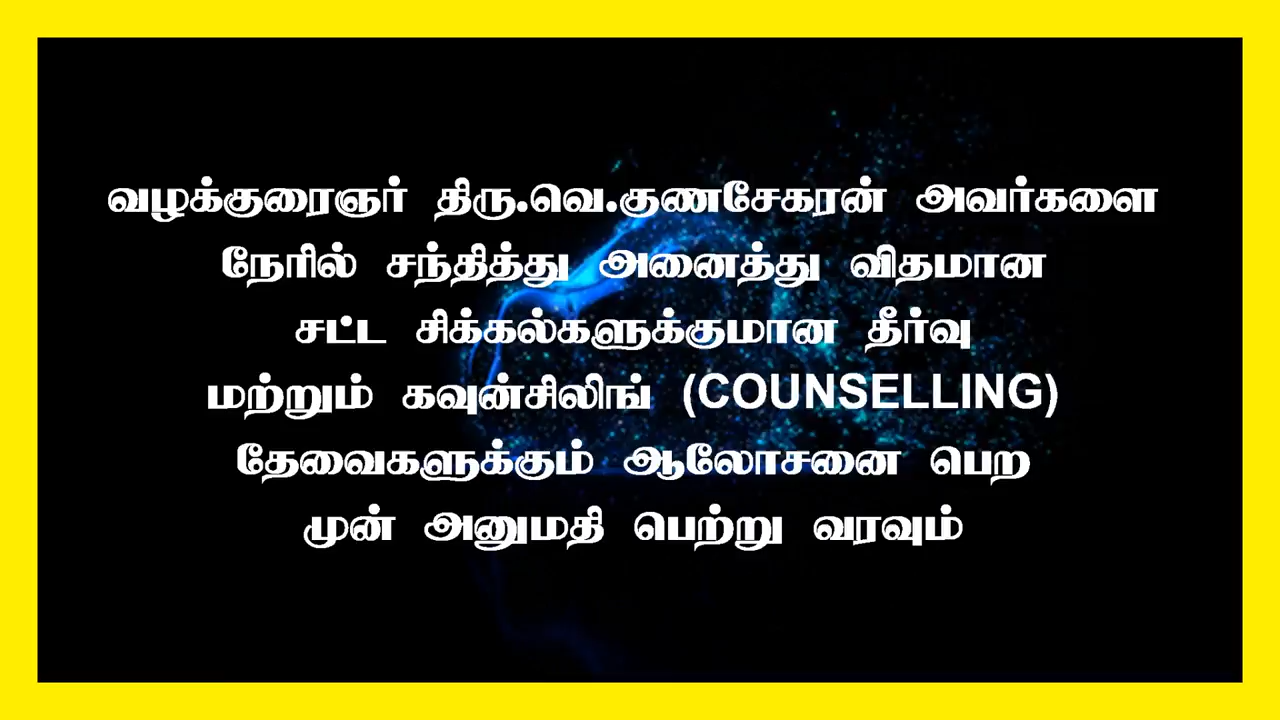 வழக்குரைஞர் திரு.வெ.குணசேகரன் அவர்களை
நேரில் சந்தித்து அனைத்து விதமான
சட்ட சிக்கல்களுக்குமான தீர்வு
மற்றும் கவுன்சிலிங் (COUNSELLING)
தேவைகளுக்கும் ஆலோசனை பெற
முன் அனுமதி பெற்று வரவும்